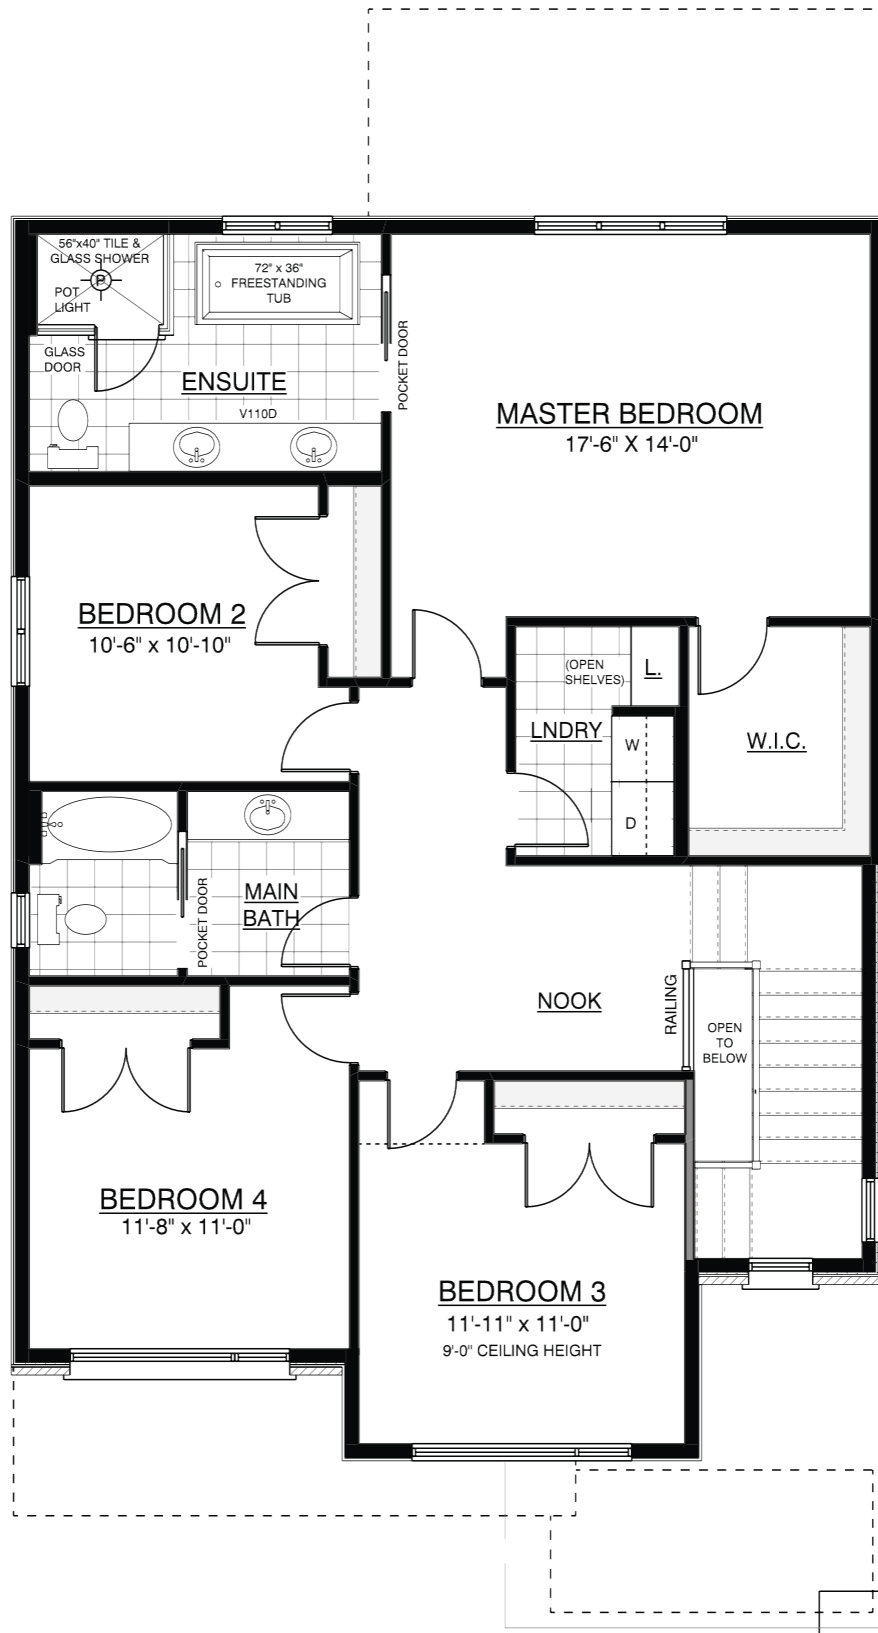 56"x40" TILE &
GLASS SHOWER
P
POT
LIGHT
72" x 36"
FREESTANDING
TUB
GLASS
DOOR
ENSUITE
V110D
POCKET DOOR
MASTER BEDROOM
17'-6" X 14'-0"
BEDROOM 2
10'-6" x 10'-10"
(OPEN
SHELVES)
L.
LNDRY
W
D
W.I.C.
MAIN
BATH
POCKET DOOR
NOOK
RAILING
OPEN
TO
BELOW
BEDROOM 4
11'-8" x 11'-0"
BEDROOM 3
11'-11" x 11'-0"
9'-0" CEILING HEIGHT